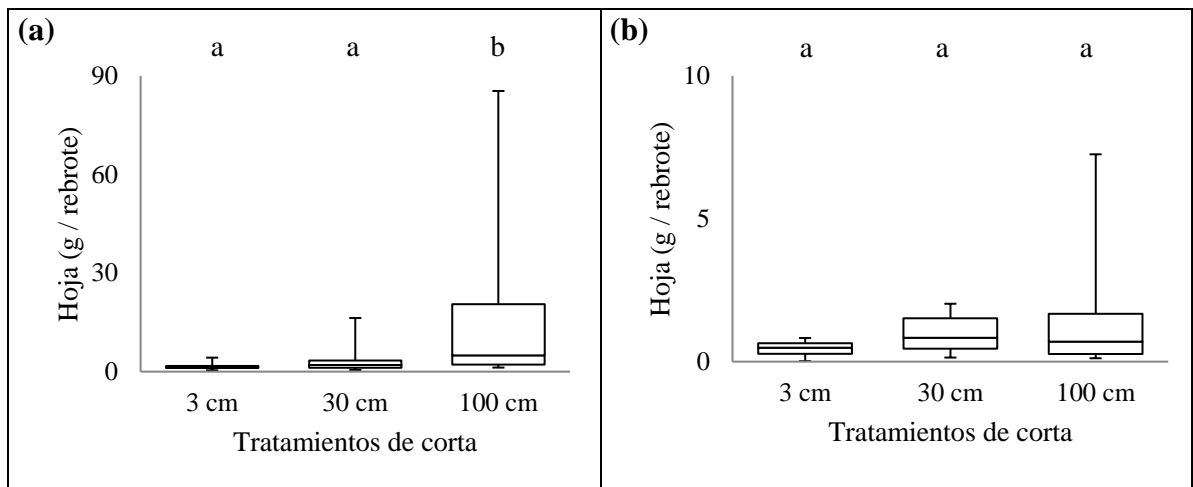 (a)
a a b
90
60
30
0
Hoja (g / rebrote)
3 cm 30 cm 100 cm
Tratamientos de corta
(b)
a a a
10
5
0
Hoja (g / rebrote)
3 cm 30 cm 100 cm
Tratamientos de corta